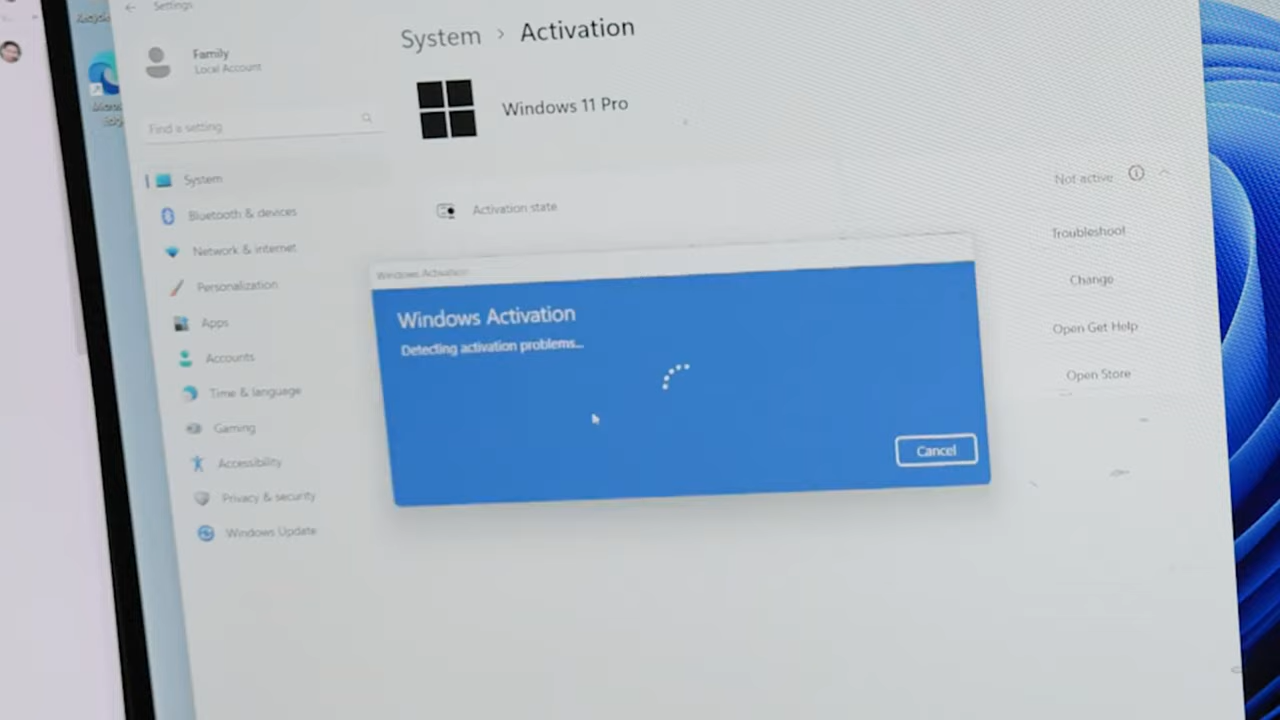 Settings
Family
Local Account
Find a setting
System
Bluetooth & devices
Network & internet
Personalization
Apps
Accounts
Time & language
Gaming
Accessibility
Privacy & security
Windows Update
System > Activation
Windows 11 Pro
Activation state
Not active
Troubleshoot
Change
Open Get Help
Open Store
Windows Activation
Windows Activation
Detecting activation problems...
Cancel